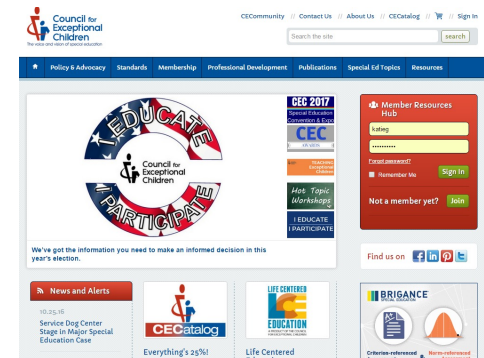 Council for
Exceptional
Children
The voice and vision of special education
CECommunity // Contact Us // About Us // CECatalog // // Sign In
Search the site
search
Policy & Advocacy
Standards
Membership
Professional Development
Publications
Special Ed Topics
Resources
I EDUCATE
I PARTICIPATE
Council for
Exceptional
Children
CEC 2017
Special Education
Convention & Expo
CEC
TEACHING
Exceptional
Children
Hot Topic
Workshops
I EDUCATE
I PARTICIPATE
We've got the information you need to make an informed decision in this
year's election.
Member Resources
Hub
katieg
Forgot password?
Remember Me
Sign In
Not a member yet?
Join
Find us on
News and Alerts
10.25.16
Service Dog Center
Stage in Major Special
Education Case
CECatalog
Everything's 25%!
LIFE CENTERED
EDUCATION
Life Centered
BRIGANCE
SPECIAL EDUCATION
Criterion-referenced
Norm-referenced